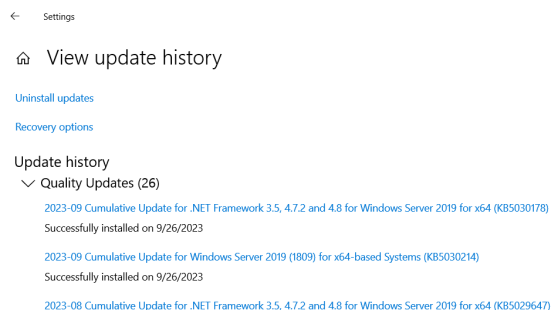 Settings
View update history
Uninstall updates
Recovery options
Update history
Quality Updates (26)
2023-09 Cumulative Update for .NET Framework 3.5, 4.7.2 and 4.8 for Windows Server 2019 for x64 (KB5030178)
Successfully installed on 9/26/2023
2023-09 Cumulative Update for Windows Server 2019 (1809) for x64-based Systems (KB5030214)
Successfully installed on 9/26/2023
2023-08 Cumulative Update for .NET Framework 3.5, 4.7.2 and 4.8 for Windows Server 2019 for x64 (KB5029647)